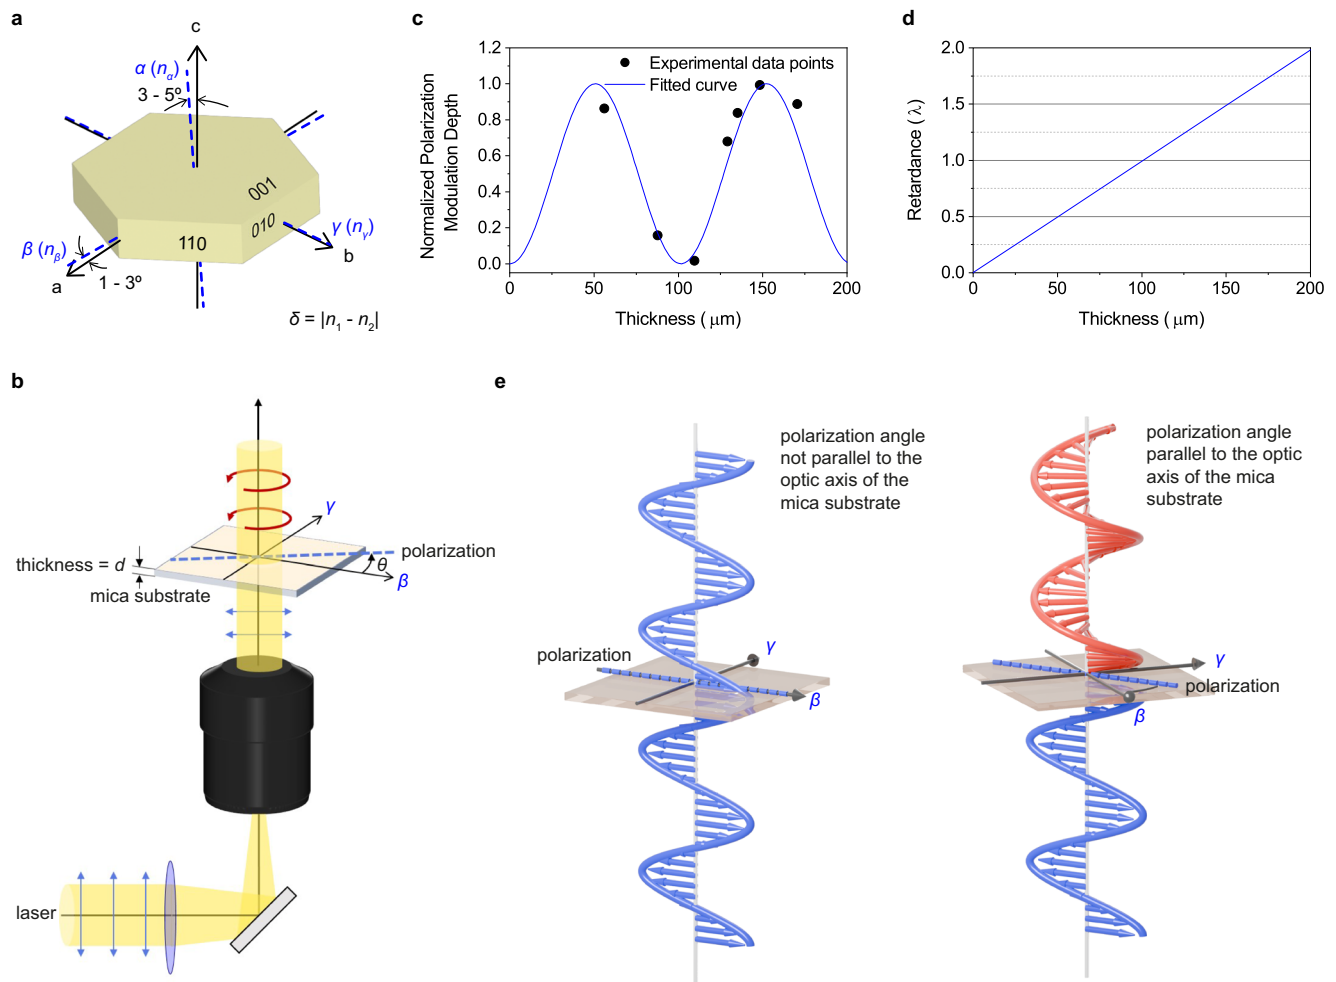 a
c
α (nα)
3 - 5º
001
010
110
γ (nγ)
b
β (nβ)
a
1 - 3º
δ = |n1 - n2|
b
γ
polarization
θ
β
thickness = d
mica substrate
laser
c
Normalized Polarization
Modulation Depth
1.2
1.0
0.8
0.6
0.4
0.2
0.0
Experimental data points
Fitted curve
0
50
100
150
200
Thickness ( μm)
d
Retardance ( λ)
2.0
1.5
1.0
0.5
0.0
0
50
100
150
200
Thickness ( μm)
e
polarization angle
not parallel to the
optic axis of the
mica substrate
polarization
γ
β
polarization angle
parallel to the optic
axis of the mica
substrate
γ
polarization
β